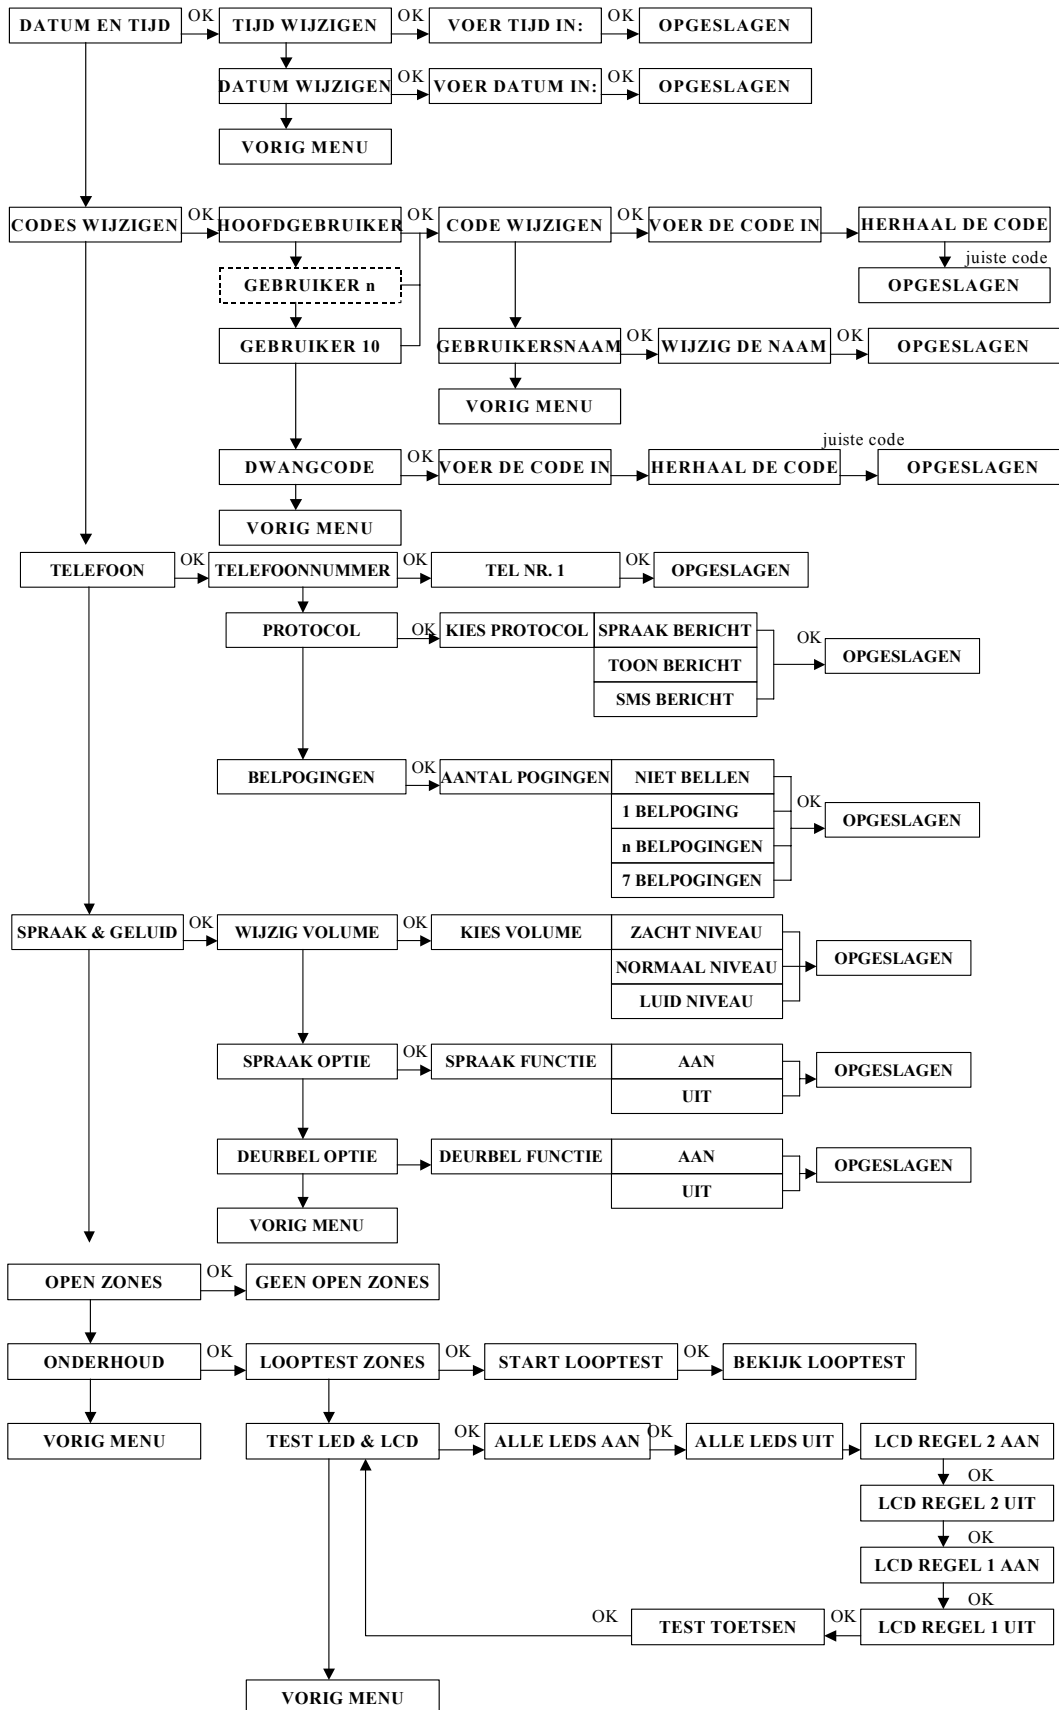 DATUM EN TIJD OK TIJD WIJZIGEN OK VOER TIJD IN: OK OPGESLAGEN
DATUM WIJZIGEN OK VOER DATUM IN: OK OPGESLAGEN
VORIG MENU
CODES WIJZIGEN OK HOOFDGEBRUIKER OK CODE WIJZIGEN OK VOER DE CODE IN HERHAAL DE CODE
juiste code
GEBRUIKER n OPGESLAGEN
GEBRUIKER 10 GEBRUIKERSNAAM OK WIJZIG DE NAAM OK OPGESLAGEN
VORIG MENU
juiste code
DWANGCODE OK VOER DE CODE IN HERHAAL DE CODE OPGESLAGEN
VORIG MENU
TELEFOON OK TELEFOONNUMMER OK TEL NR. 1 OK OPGESLAGEN
PROTOCOL OK KIES PROTOCOL SPRAAK BERICHT OK
TOON BERICHT OPGESLAGEN
SMS BERICHT
BELPOGINGEN OK AANTAL POGINGEN NIET BELLEN
1 BELPOGING OK OPGESLAGEN
n BELPOGINGEN
7 BELPOGINGEN
SPRAAK & GELUID OK WIJZIG VOLUME OK KIES VOLUME ZACHT NIVEAU
NORMAAL NIVEAU OPGESLAGEN
LUID NIVEAU
SPRAAK OPTIE OK SPRAAK FUNCTIE AAN OPGESLAGEN
UIT
DEURBEL OPTIE DEURBEL FUNCTIE AAN OPGESLAGEN
UIT
VORIG MENU
OPEN ZONES OK GEEN OPEN ZONES
ONDERHOUD OK LOOPTEST ZONES OK START LOOPTEST OK BEKIJK LOOPTEST
VORIG MENU TEST LED & LCD OK ALLE LEDS AAN OK ALLE LEDS UIT LCD REGEL 2 AAN
OK
LCD REGEL 2 UIT
OK
LCD REGEL 1 AAN
OK
OK TEST TOETSEN OK LCD REGEL 1 UIT
VORIG MENU